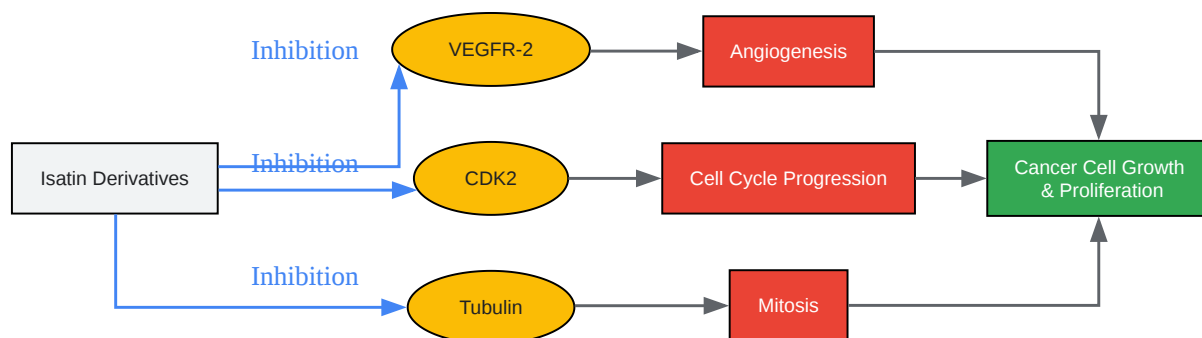 Inhibition
VEGFR-2
Angiogenesis
Isatin Derivatives
Inhibition
CDK2
Cell Cycle Progression
Cancer Cell Growth
& Proliferation
Inhibition
Tubulin
Mitosis